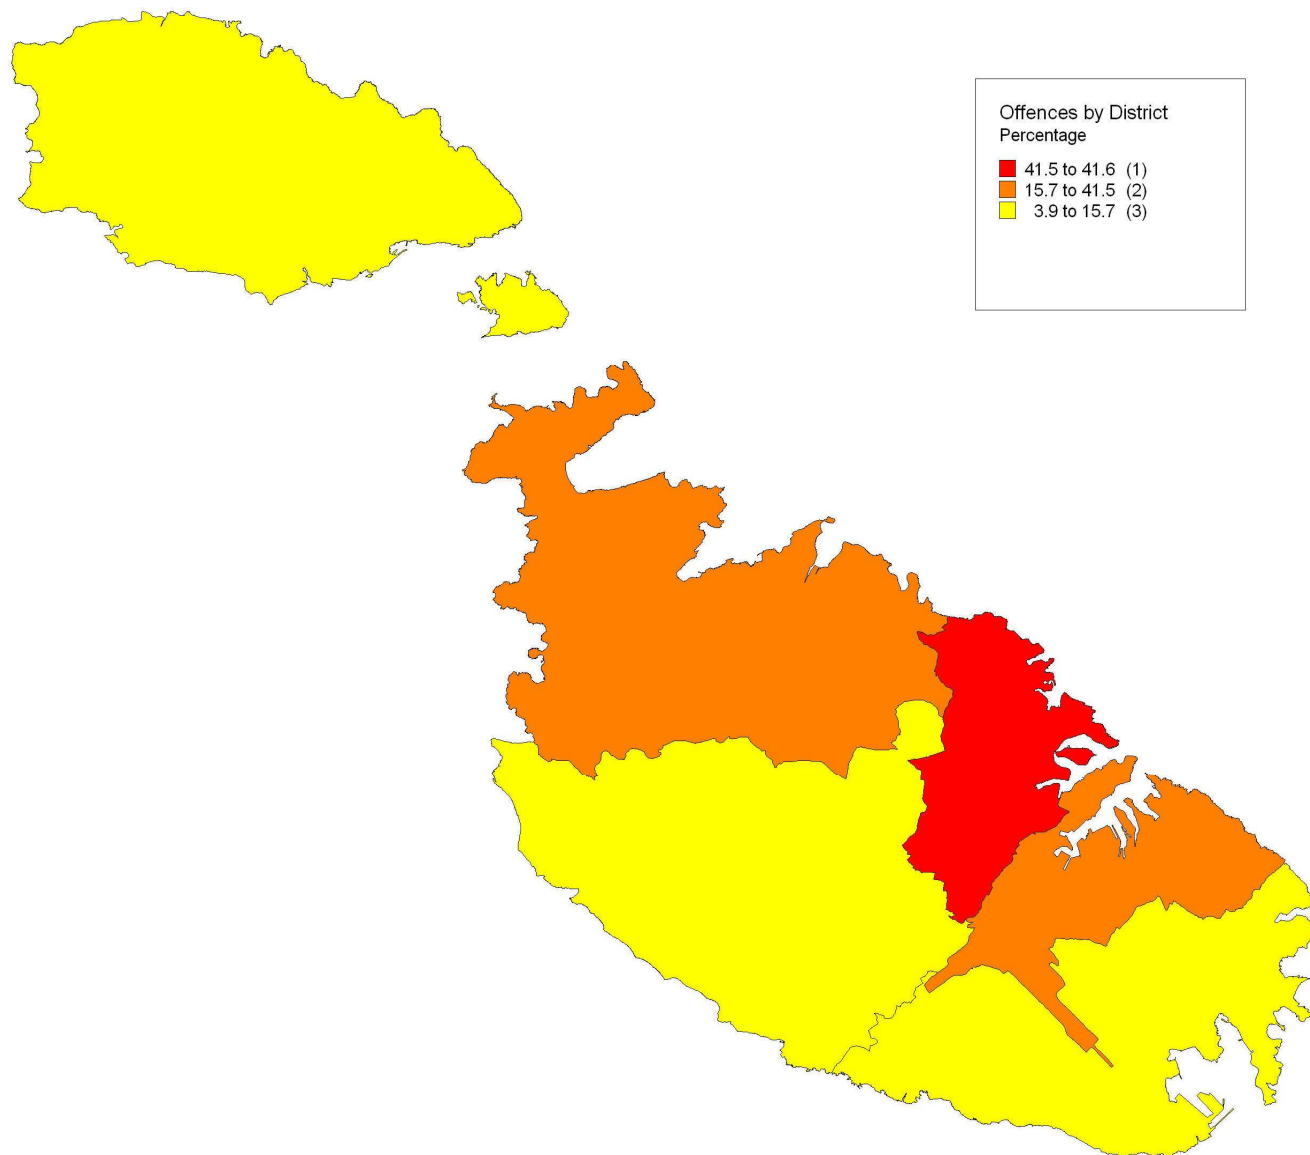 Offences by District
Percentage
41.5 to 41.6 (1)
15.7 to 41.5 (2)
3.9 to 15.7 (3)